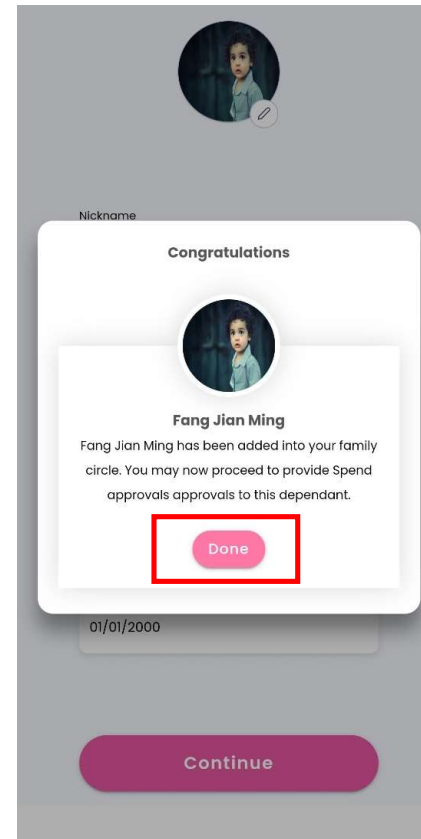 Nickname
Congratulations
Fang Jian Ming
Fang Jian Ming has been added into your family
circle. You may now proceed to provide Spend
approvals approvals to this dependant.
Done
01/01/2000
Continue